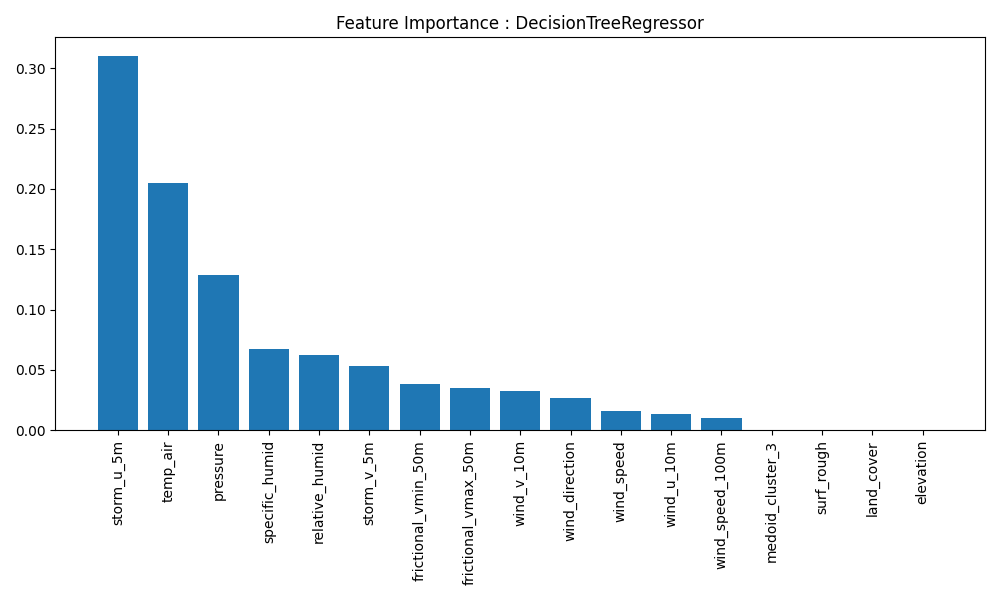 Feature Importance : DecisionTreeRegressor
0.30
0.25
0.20
0.15
0.10
0.05
0.00
storm_u_5m
temp_air
pressure
specific_humid
relative_humid
storm_v_5m
frictional_vmin_50m
frictional_vmax_50m
wind_v_10m
wind_direction
wind_speed
wind_u_10m
wind_speed_100m
medoid_cluster_3
surf_rough
land_cover
elevation